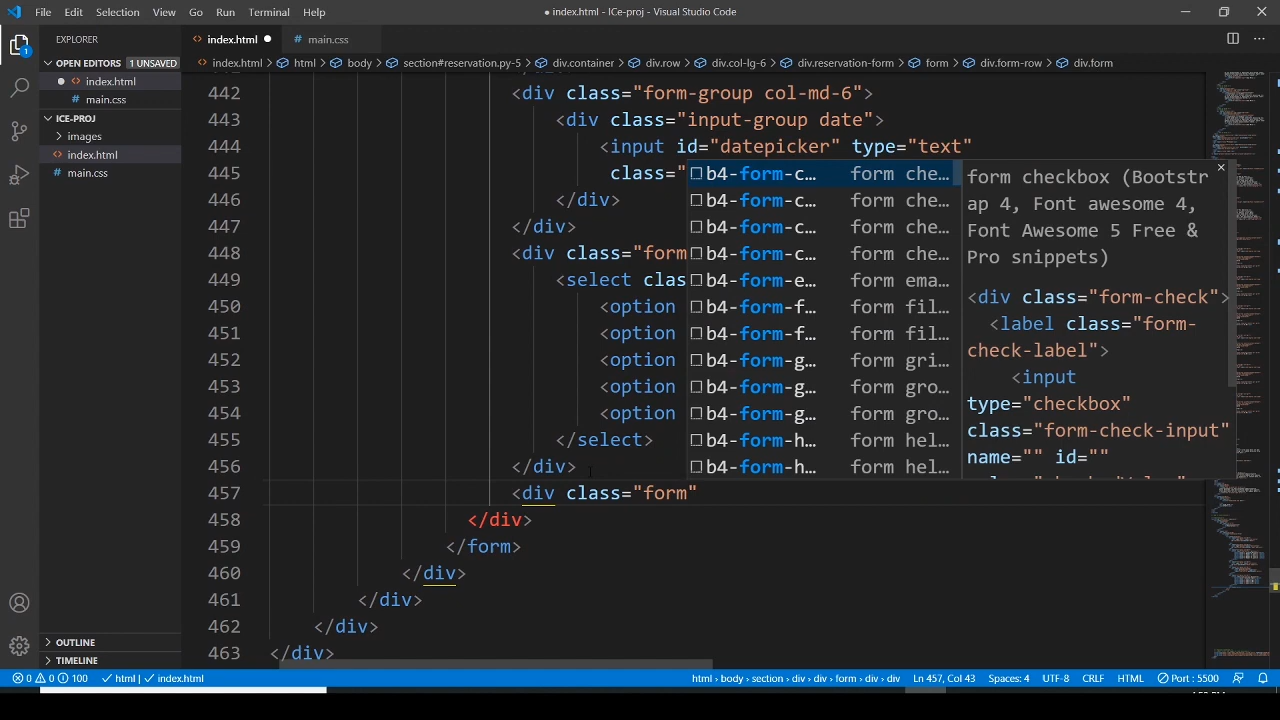 File Edit Selection View Go Run Terminal Help
● index.html - ICe-proj - Visual Studio Code
EXPLORER
OPEN EDITORS 1 UNSAVED
● index.html
main.css
ICE-PROJ
images
index.html
main.css
OUTLINE
TIMELINE
1
index.html ●
main.css
index.html > html > body > section#reservation.py-5 > div.container > div.row > div.col-lg-6 > div.reservation-form > form > div.form-row > div.form
442 <div class="form-group col-md-6">
443 <div class="input-group date">
444 <input id="datepicker" type="text"
445 class="
446 </div>
447 </div>
448 <div class="form
449 <select clas
450 <option
451 <option
452 <option
453 <option
454 <option
455 </select>
456 </div>
457 <div class="form"
458 </div>
459 </form>
460 </div>
461 </div>
462 </div>
463 </div>
b4-form-c… form che…
b4-form-c… form che…
b4-form-c… form che…
b4-form-c… form che…
b4-form-e… form ema…
b4-form-f… form fil…
b4-form-f… form fil…
b4-form-g… form gri…
b4-form-g… form gro…
b4-form-g… form gro…
b4-form-h… form hel…
b4-form-h… form hel…
form checkbox (Bootstr
ap 4, Font awesome 4,
Font Awesome 5 Free &
Pro snippets)
<div class="form-check">
<label class="form-
check-label">
<input
type="checkbox"
class="form-check-input"
name="" id=""
0 0 100 html | index.html
html › body › section › div › div › form › div › div Ln 457, Col 43 Spaces: 4 UTF-8 CRLF HTML Port : 5500